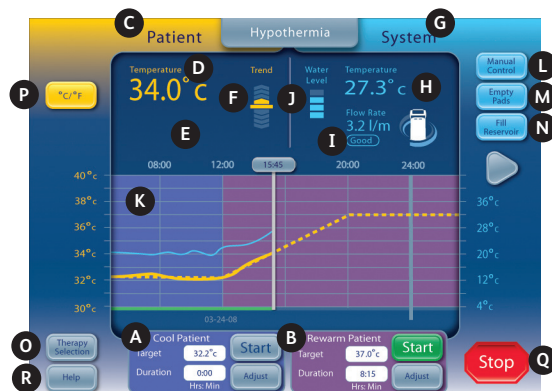 C
Patient
Hypothermia
G
System
P
°C/°F
Temperature
D
34.0°c
E
Trend
F
J
Water
Level
Temperature
27.3°c
H
Flow Rate
3.2 l/m
Good
I
Manual
Control
L
Empty
Pads
M
Fill
Reservoir
N
08:00
12:00
15:45
20:00
24:00
K
40°c
38°c
36°c
34°c
32°c
30°c
36°c
28°c
20°c
12°c
4°c
03-24-08
O
Therapy
Selection
R
Help
A
Cool Patient
Target
32.2°c
Start
Duration
0:00
Hrs: Min
Adjust
B
Rewarm Patient
Target
37.0°c
Start
Duration
8:15
Hrs: Min
Adjust
Stop
Q